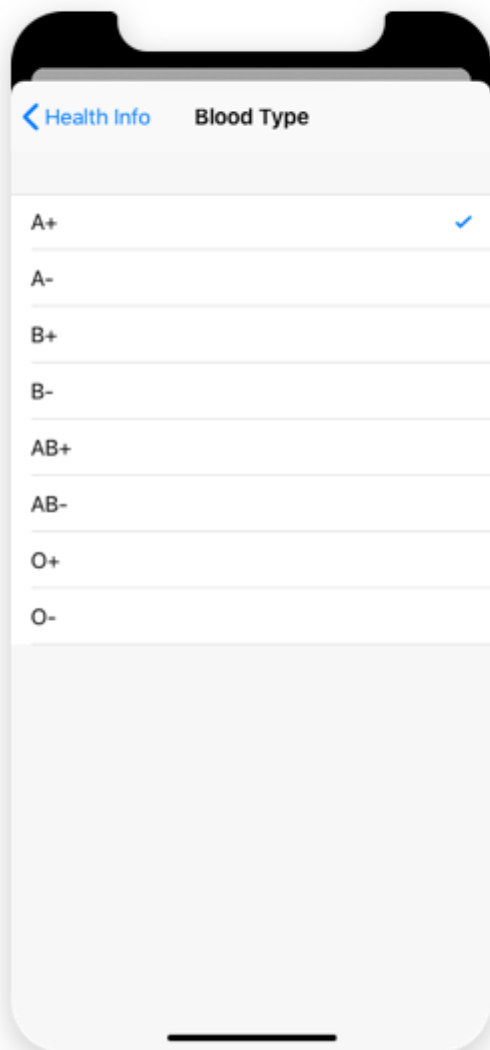 Health Info Blood Type
A+
A-
B+
B-
AB+
AB-
O+
O-